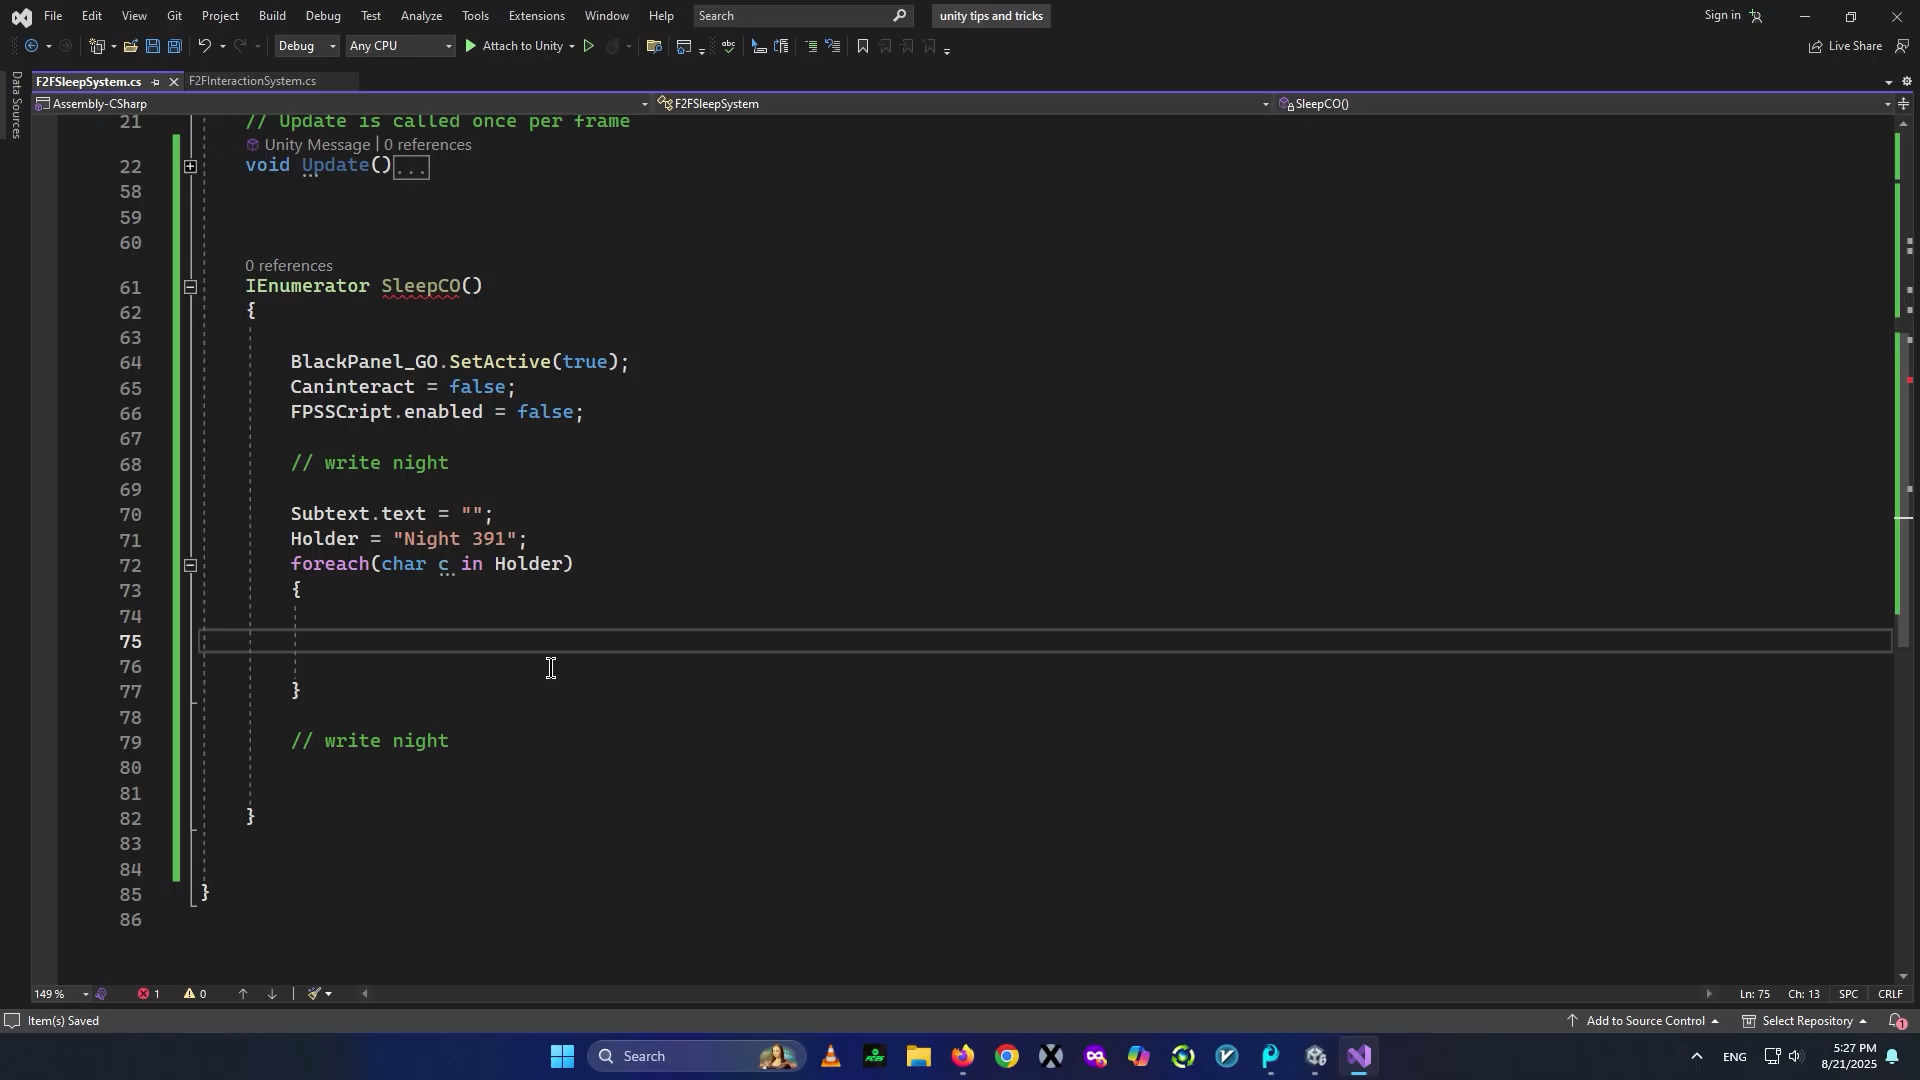 File Edit View Git Project Build Debug Test Analyze Tools Extensions Window Help Search unity tips and tricks Sign in
Debug Any CPU Attach to Unity Live Share
F2FSleepSystem.cs F2FInteractionSystem.cs
Data Sources
Assembly-CSharp F2FSleepSystem SleepCO()
21 // Update is called once per frame
Unity Message | 0 references
22 void Update()...
58
59
60
0 references
61 IEnumerator SleepCO()
62 {
63
64 BlackPanel_GO.SetActive(true);
65 Caninteract = false;
66 FPSSCript.enabled = false;
67
68 // write night
69
70 Subtext.text = "";
71 Holder = "Night 391";
72 foreach(char c in Holder)
73 {
74
75
76
77 }
78
79 // write night
80
81
82 }
83
84
85 }
86
149 % 1 0 Ln: 75 Ch: 13 SPC CRLF
Item(s) Saved Add to Source Control Select Repository 1
Search ENG 5:27 PM
8/21/2025